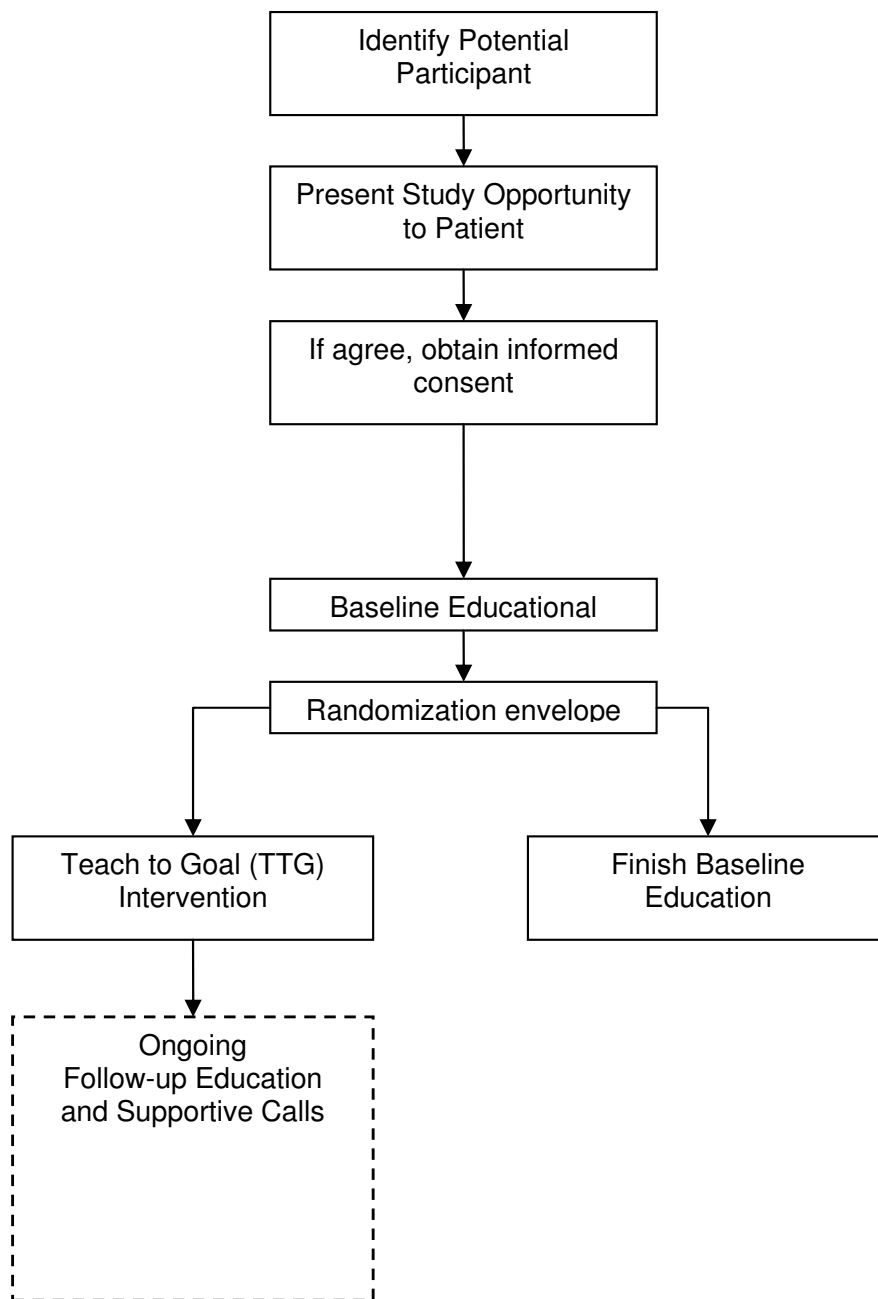 Identify Potential
Participant
Present Study Opportunity
to Patient
If agree, obtain informed
consent
Baseline Educational
Randomization envelope
Teach to Goal (TTG)
Intervention
Finish Baseline
Education
Ongoing
Follow-up Education
and Supportive Calls